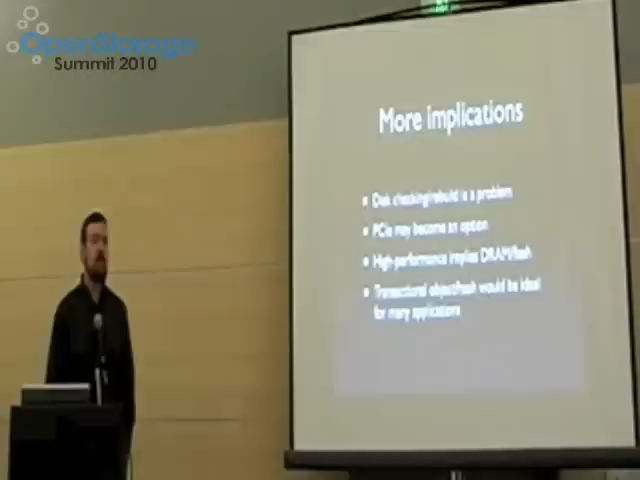 OpenStorage
Summit 2010
More implications
Disk checking/rebuild is a problem
PCIe may become an option
High-performance implies DRAM/flash
Transactional object/hash would be ideal
for many applications